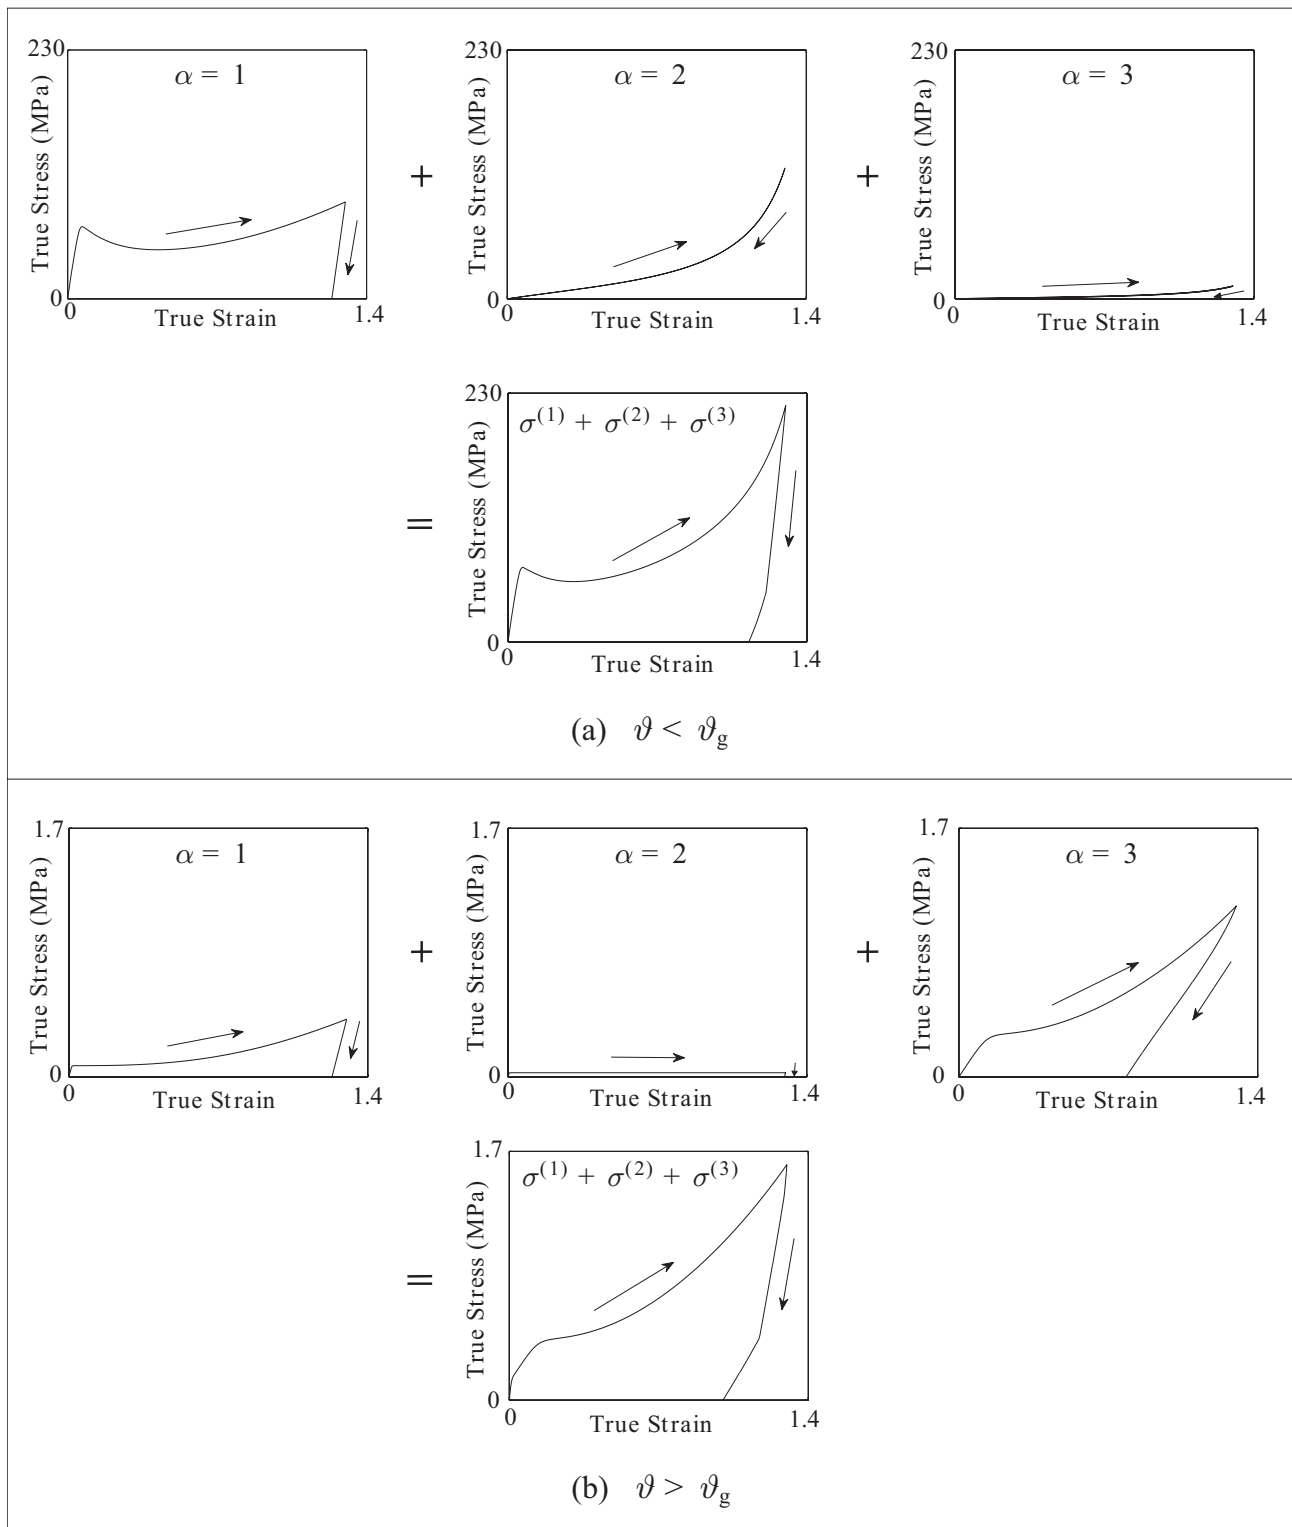 230
α = 1
True Stress (MPa)
0
0
True Strain
1.4
+
230
α = 2
True Stress (MPa)
0
0
True Strain
1.4
+
230
α = 3
True Stress (MPa)
0
0
True Strain
1.4
=
230
σ(1) + σ(2) + σ(3)
True Stress (MPa)
0
0
True Strain
1.4
(a) ϑ < ϑg
1.7
α = 1
True Stress (MPa)
0
0
True Strain
1.4
+
1.7
α = 2
True Stress (MPa)
0
0
True Strain
1.4
+
1.7
α = 3
True Stress (MPa)
0
0
True Strain
1.4
=
1.7
σ(1) + σ(2) + σ(3)
True Stress (MPa)
0
0
True Strain
1.4
(b) ϑ > ϑg